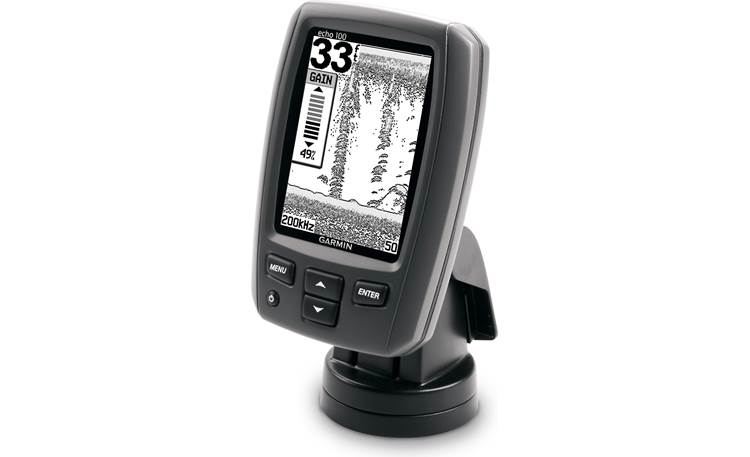 echo 100
33 ft
GAIN
49%
200kHz
50
GARMIN
MENU
ENTER